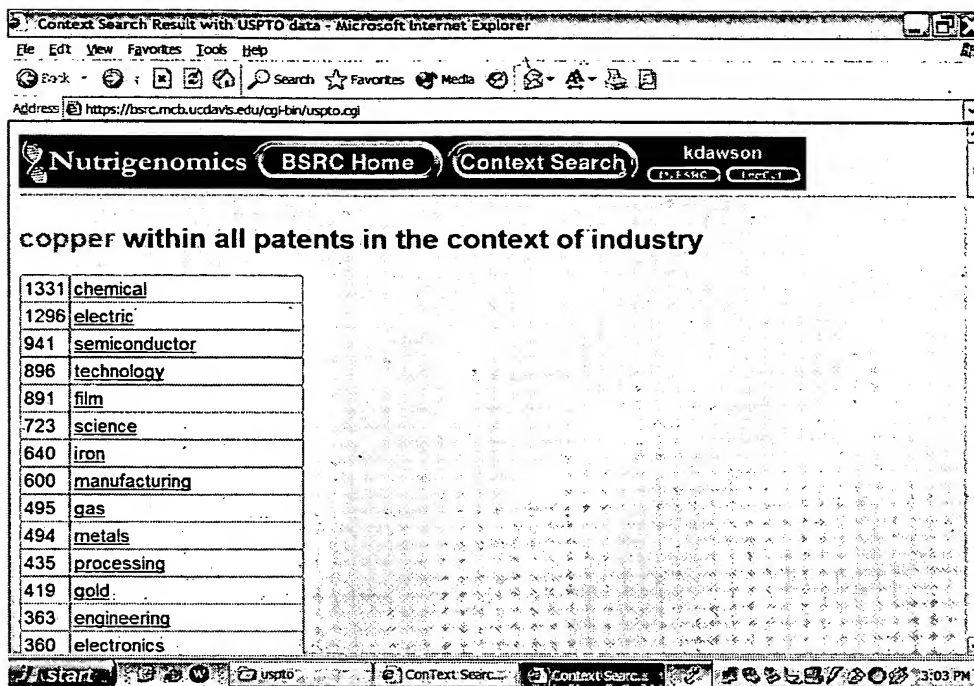 Context Search Result with USPTO data - Microsoft Internet Explorer
File Edit View Favorites Tools Help
Back Search Favorites Media
Address https://bsrc.mcb.ucdavis.edu/cgi-bin/uspto.cgi
Nutrigenomics BSRC Home Context Search kdawson
copper within all patents in the context of industry
1331 chemical
1296 electric
941 semiconductor
896 technology
891 film
723 science
640 iron
600 manufacturing
495 gas
494 metals
435 processing
419 gold
363 engineering
360 electronics
start uspto ConText Searc... Context Searc... 3:03 PM